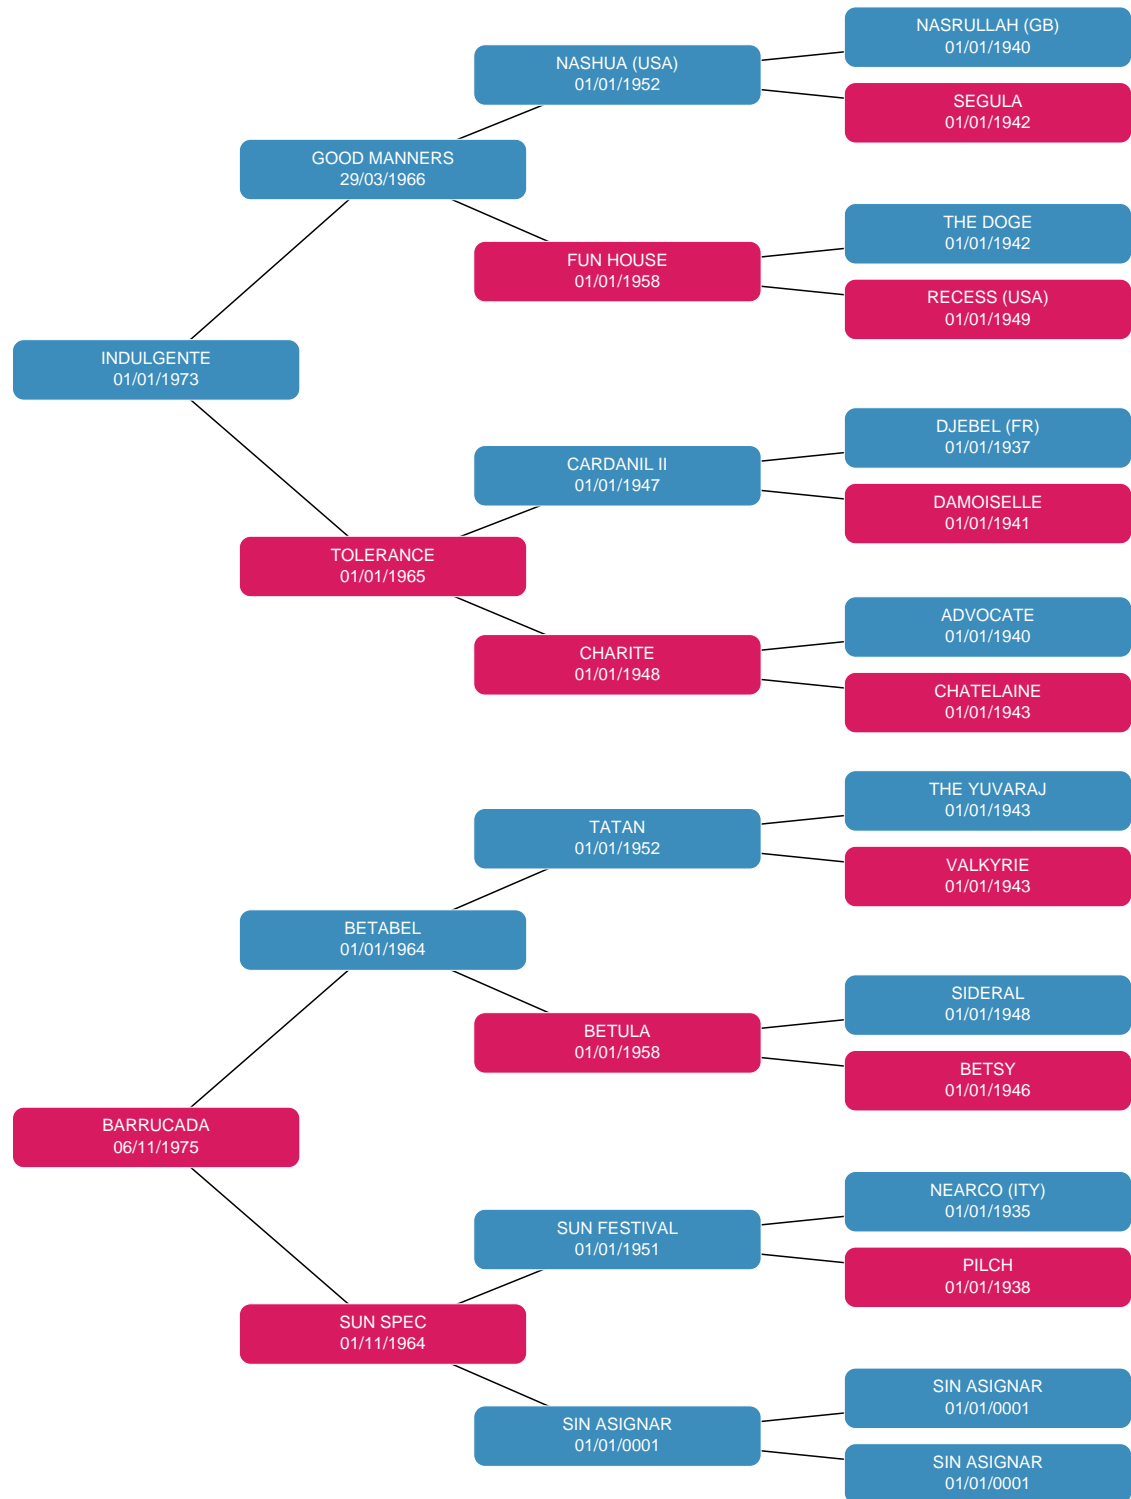 NASRULLAH (GB)
01/01/1940
NASHUA (USA)
01/01/1952
SEGULA
01/01/1942
GOOD MANNERS
29/03/1966
THE DOGE
01/01/1942
FUN HOUSE
01/01/1958
RECESS (USA)
01/01/1949
INDULGENTE
01/01/1973
DJEBEL (FR)
01/01/1937
CARDANIL II
01/01/1947
DAMOISELLE
01/01/1941
TOLERANCE
01/01/1965
ADVOCATE
01/01/1940
CHARITE
01/01/1948
CHATELAINE
01/01/1943
THE YUVARAJ
01/01/1943
TATAN
01/01/1952
VALKYRIE
01/01/1943
BETABEL
01/01/1964
SIDERAL
01/01/1948
BETULA
01/01/1958
BETSY
01/01/1946
BARRUCADA
06/11/1975
NEARCO (ITY)
01/01/1935
SUN FESTIVAL
01/01/1951
PILCH
01/01/1938
SUN SPEC
01/11/1964
SIN ASIGNAR
01/01/0001
SIN ASIGNAR
01/01/0001
SIN ASIGNAR
01/01/0001